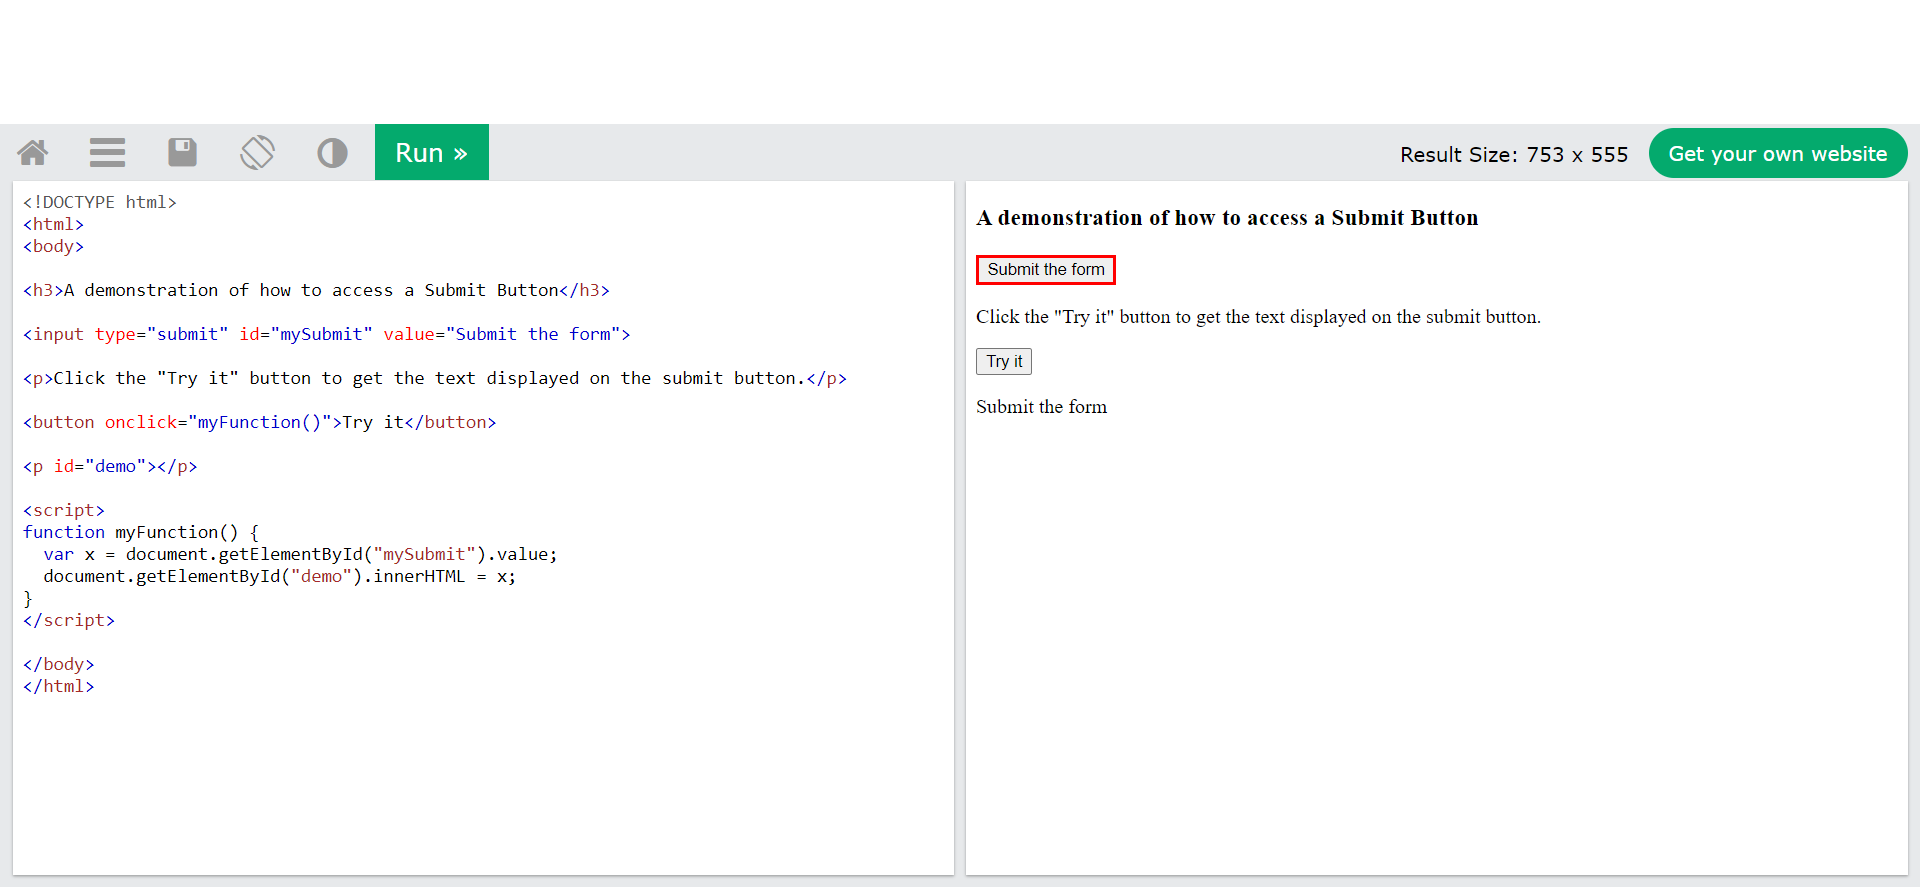 Run »
Result Size: 753 x 555
Get your own website
<!DOCTYPE html>
<html>
<body>
<h3>A demonstration of how to access a Submit Button</h3>
<input type="submit" id="mySubmit" value="Submit the form">
<p>Click the "Try it" button to get the text displayed on the submit button.</p>
<button onclick="myFunction()">Try it</button>
<p id="demo"></p>
<script>
function myFunction() {
  var x = document.getElementById("mySubmit").value;
  document.getElementById("demo").innerHTML = x;
}
</script>
</body>
</html>
A demonstration of how to access a Submit Button
Submit the form
Click the "Try it" button to get the text displayed on the submit button.
Try it
Submit the form